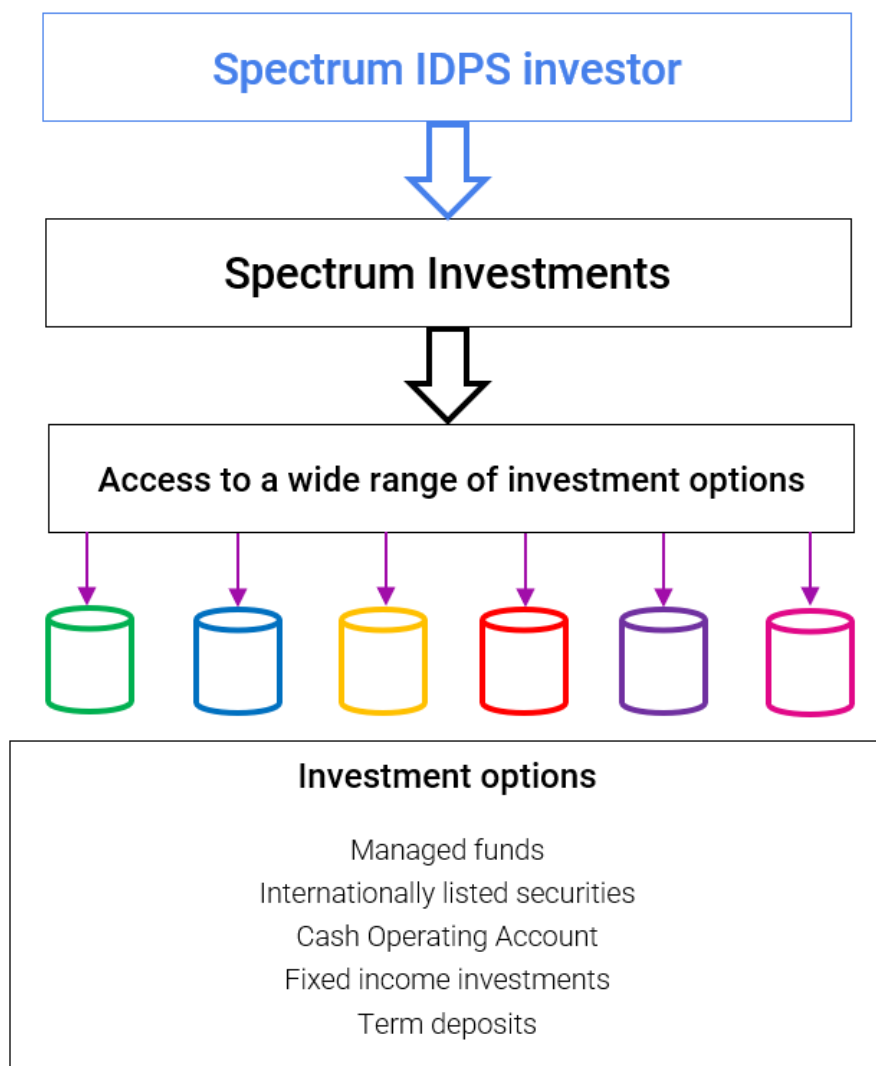 Spectrum IDPS investor
Spectrum Investments
Access to a wide range of investment options
Investment options
Managed funds
Internationally listed securities
Cash Operating Account
Fixed income investments
Term deposits